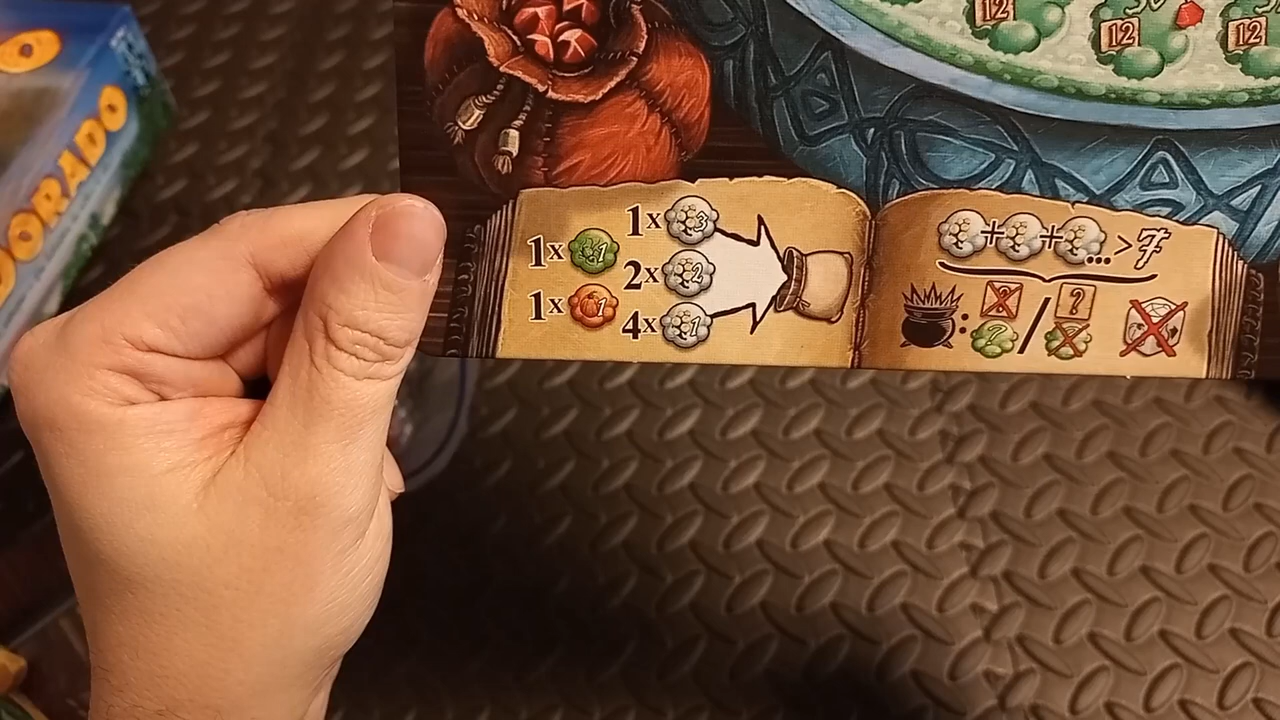 O
DORADO
12
12
12
1x 3
1x 1
2x 2
1x 1
4x 1
+ + ... > 7
: ? / ?